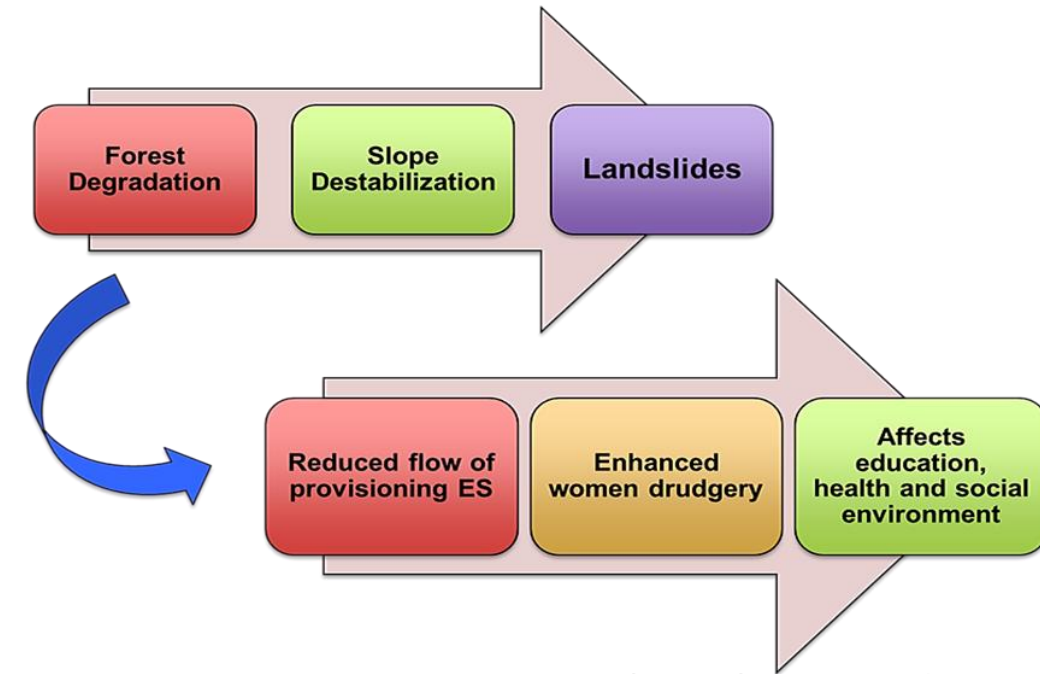 Forest
Degradation
Slope
Destabilization
Landslides
Reduced flow of
provisioning ES
Enhanced
women drudgery
Affects
education,
health and social
environment